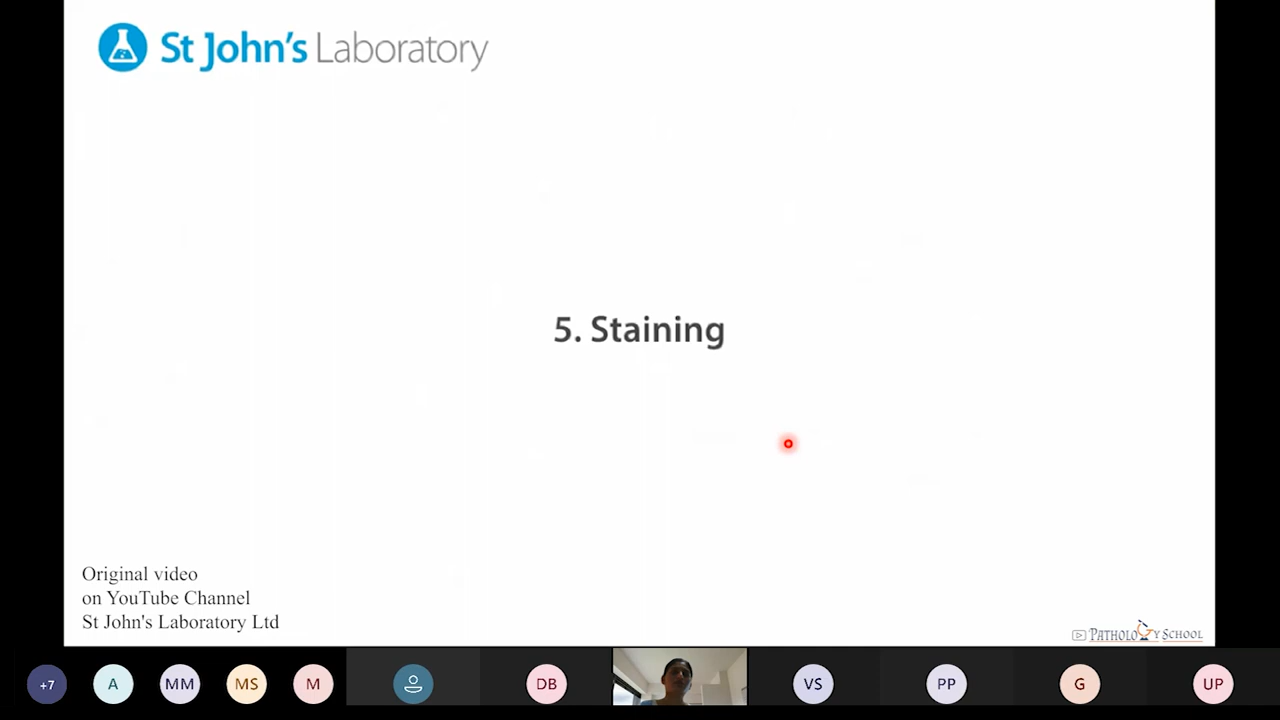 St John's Laboratory
5. Staining
Original video
on YouTube Channel
St John's Laboratory Ltd
PATHOLOGY SCHOOL
+7
A
MM
MS
M
DB
VS
PP
G
UP